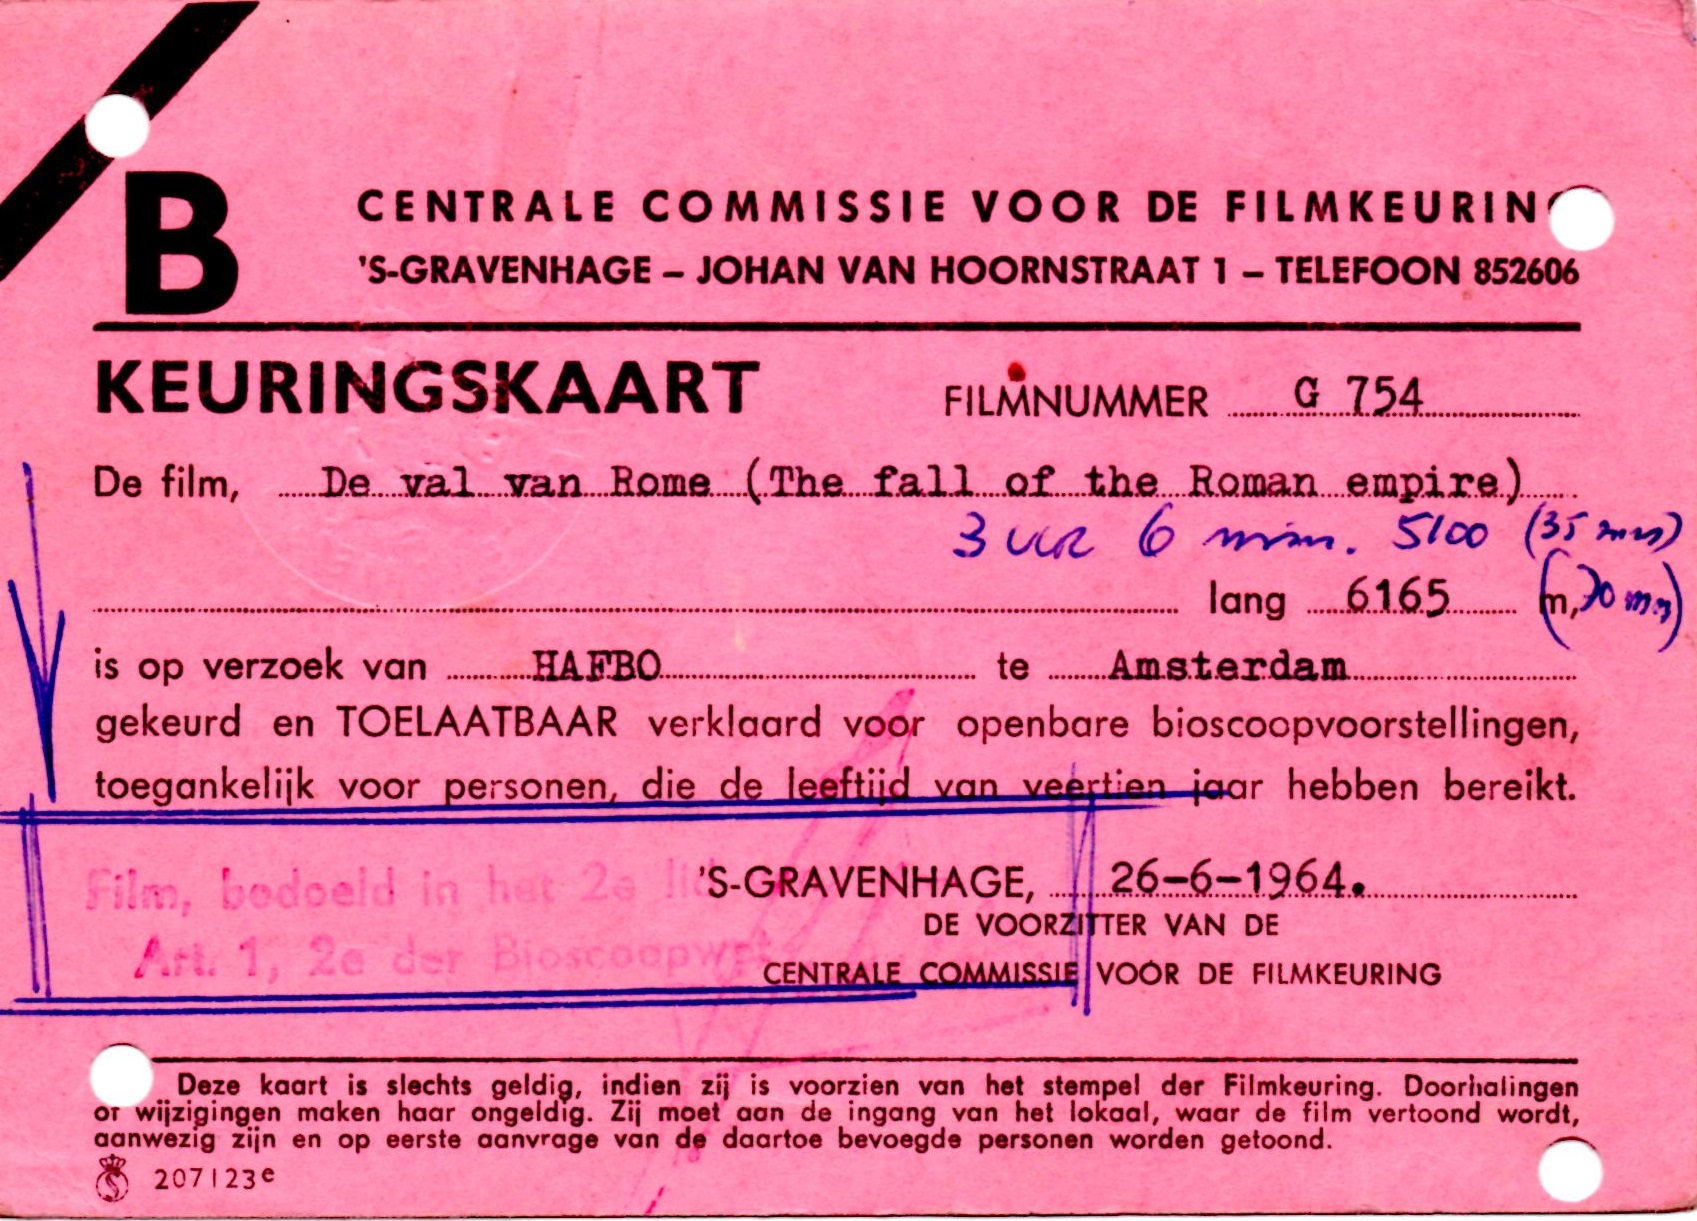 B
CENTRALE COMMISSIE VOOR DE FILMKEURIN
'S-GRAVENHAGE – JOHAN VAN HOORNSTRAAT 1 – TELEFOON 852606
KEURINGSKAART FILMNUMMER G 754
De film, De val van Rome (The fall of the Roman empire)
3 uur 6 min. 5100 (35 mm)
lang 6165 m, (70 mm)
is op verzoek van HAFBO te Amsterdam
gekeurd en TOELAATBAAR verklaard voor openbare bioscoopvoorstellingen,
toegankelijk voor personen, die de leeftijd van veertien jaar hebben bereikt.
Film, bedoeld in het 2e lid
Art. 1, 2e der Bioscoopwet
'S-GRAVENHAGE, 26-6-1964.
DE VOORZITTER VAN DE
CENTRALE COMMISSIE VOOR DE FILMKEURING
Deze kaart is slechts geldig, indien zij is voorzien van het stempel der Filmkeuring. Doorhalingen
of wijzigingen maken haar ongeldig. Zij moet aan de ingang van het lokaal, waar de film vertoond wordt,
aanwezig zijn en op eerste aanvrage van de daartoe bevoegde personen worden getoond.
207123e